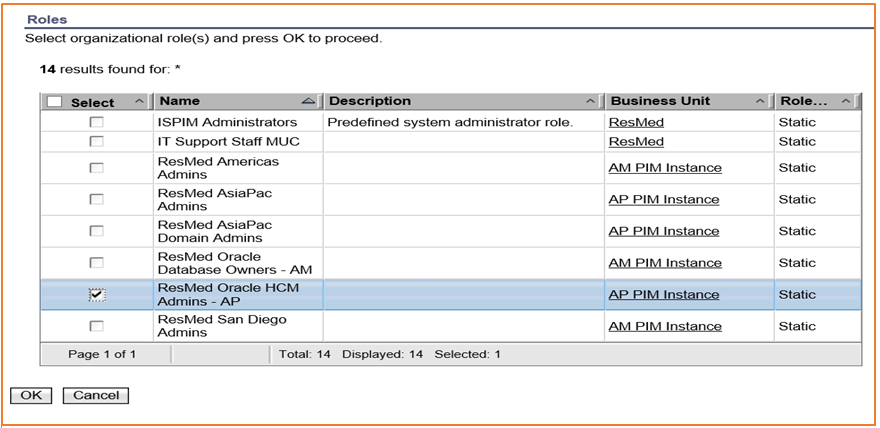 Roles
Select organizational role(s) and press OK to proceed.
14 results found for: *
Select Name Description Business Unit Role...
ISPIM Administrators Predefined system administrator role. ResMed Static
IT Support Staff MUC ResMed Static
ResMed Americas
Admins AM PIM Instance Static
ResMed AsiaPac
Admins AP PIM Instance Static
ResMed AsiaPac
Domain Admins AP PIM Instance Static
ResMed Oracle
Database Owners - AM AM PIM Instance Static
ResMed Oracle HCM
Admins - AP AP PIM Instance Static
ResMed San Diego
Admins AM PIM Instance Static
Page 1 of 1 Total: 14 Displayed: 14 Selected: 1
OK Cancel